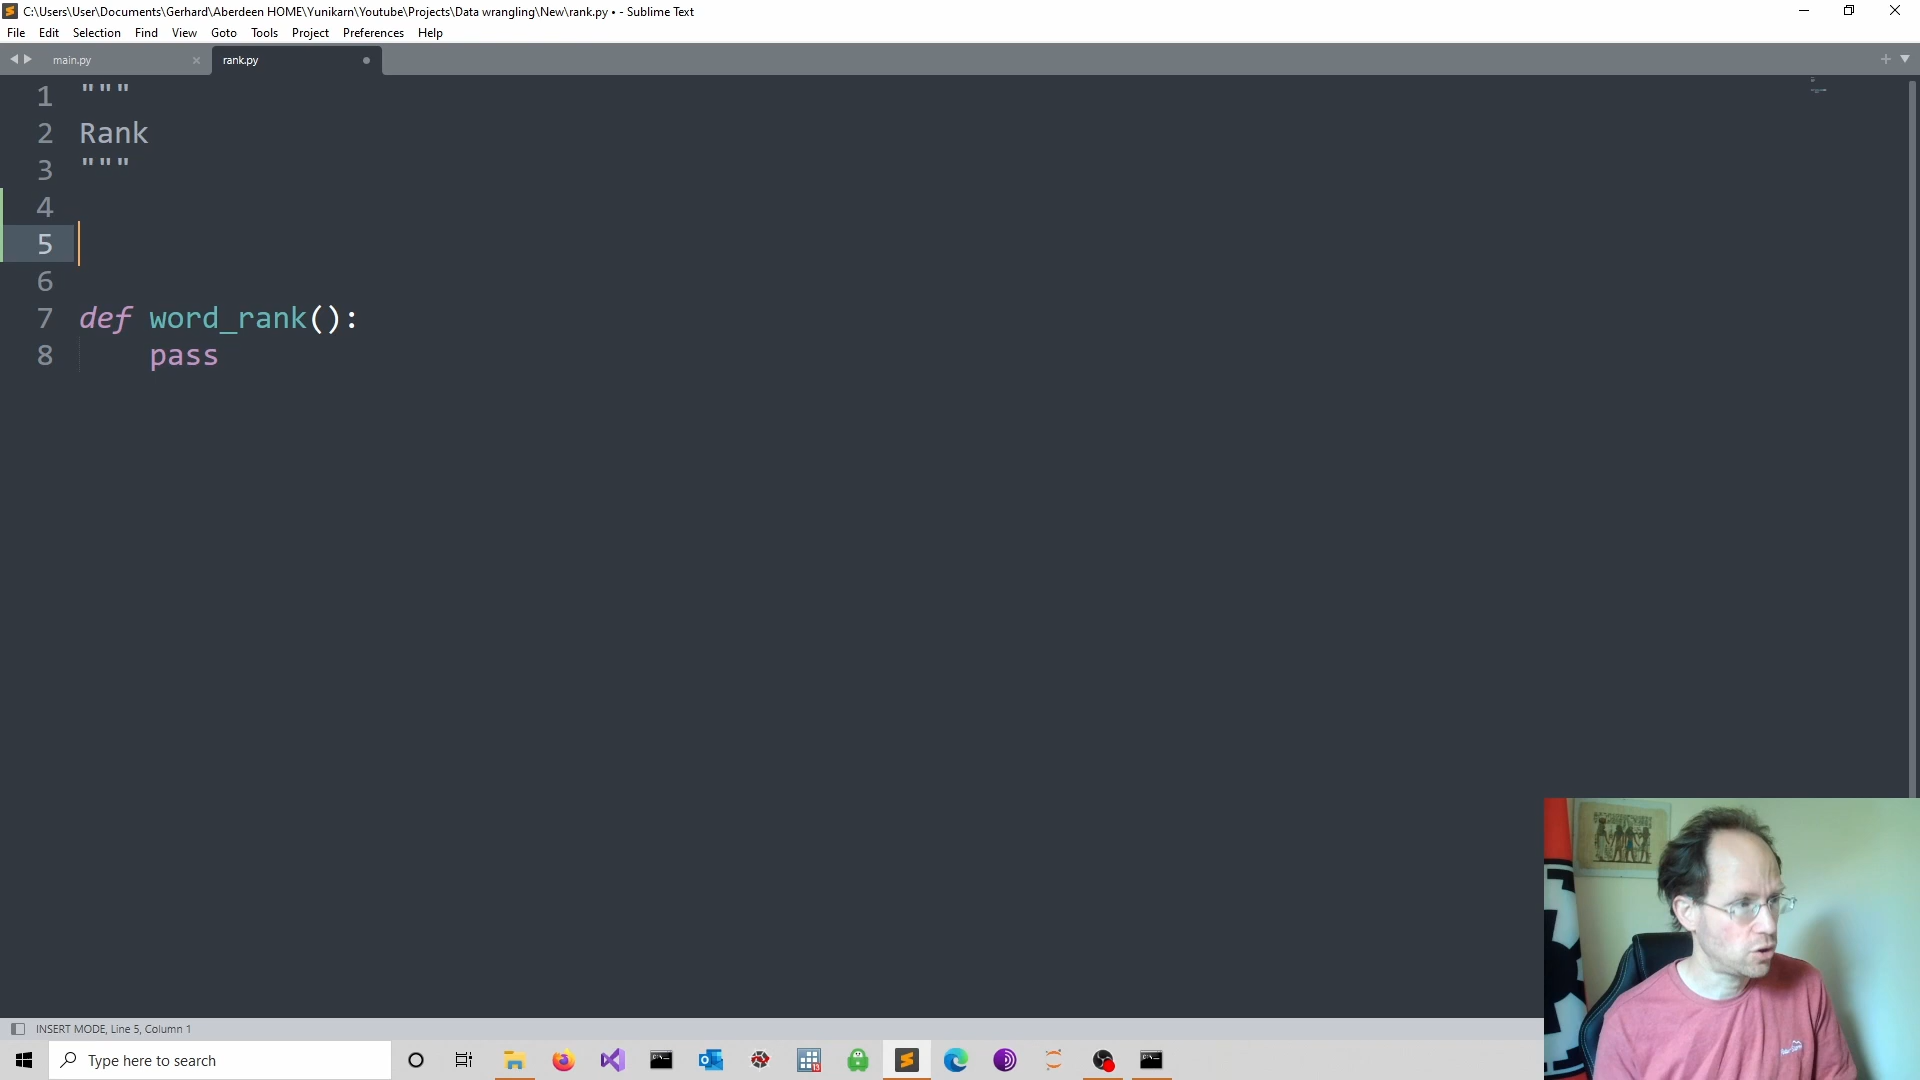 C:\Users\User\Documents\Gerhard\Aberdeen HOME\Yunikarn\Youtube\Projects\Data wrangling\New\rank.py • - Sublime Text
File Edit Selection Find View Goto Tools Project Preferences Help
main.py rank.py
1 """
2 Rank
3 """
4
5
6
7 def word_rank():
8 pass
INSERT MODE, Line 5, Column 1
Type here to search